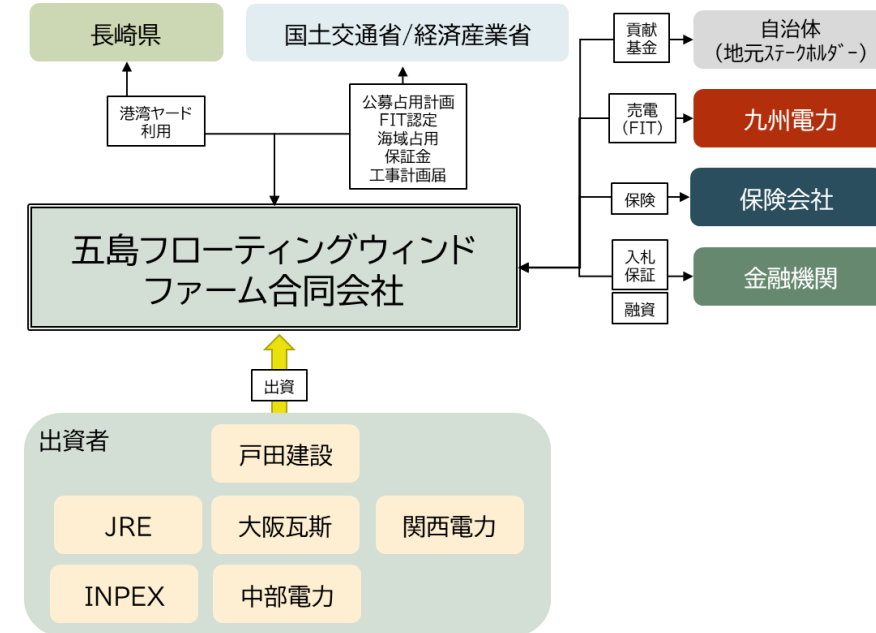 長崎県
国土交通省/経済産業省
港湾ヤード
利用
公募占用計画
FIT認定
海域占用
保証金
工事計画届
貢献
基金
自治体
(地元ｽﾃｰｸﾎﾙﾀﾞｰ)
売電
(FIT)
九州電力
保険
保険会社
入札
保証
融資
金融機関
五島フローティングウィンド
ファーム合同会社
出資
出資者
戸田建設
JRE
大阪瓦斯
関西電力
INPEX
中部電力